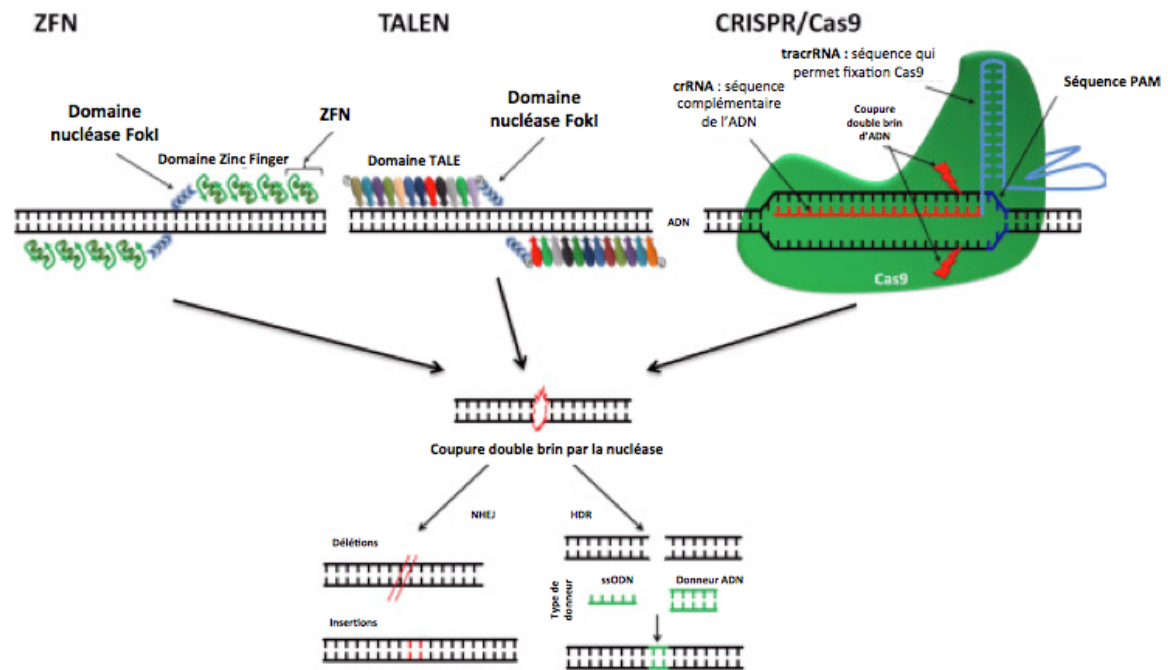 ZFN
TALEN
CRISPR/Cas9
Domaine
nucléase FokI
ZFN
Domaine Zinc Finger
Domaine
nucléase FokI
Domaine TALE
tracrRNA : séquence qui
permet fixation Cas9
crRNA : séquence
complémentaire
de l'ADN
Coupure
double brin
d'ADN
Séquence PAM
ADN
Cas9
Coupure double brin par la nucléase
NHEJ
HDR
Délétions
Insertions
Type de
donneur
ssODN
Donneur ADN